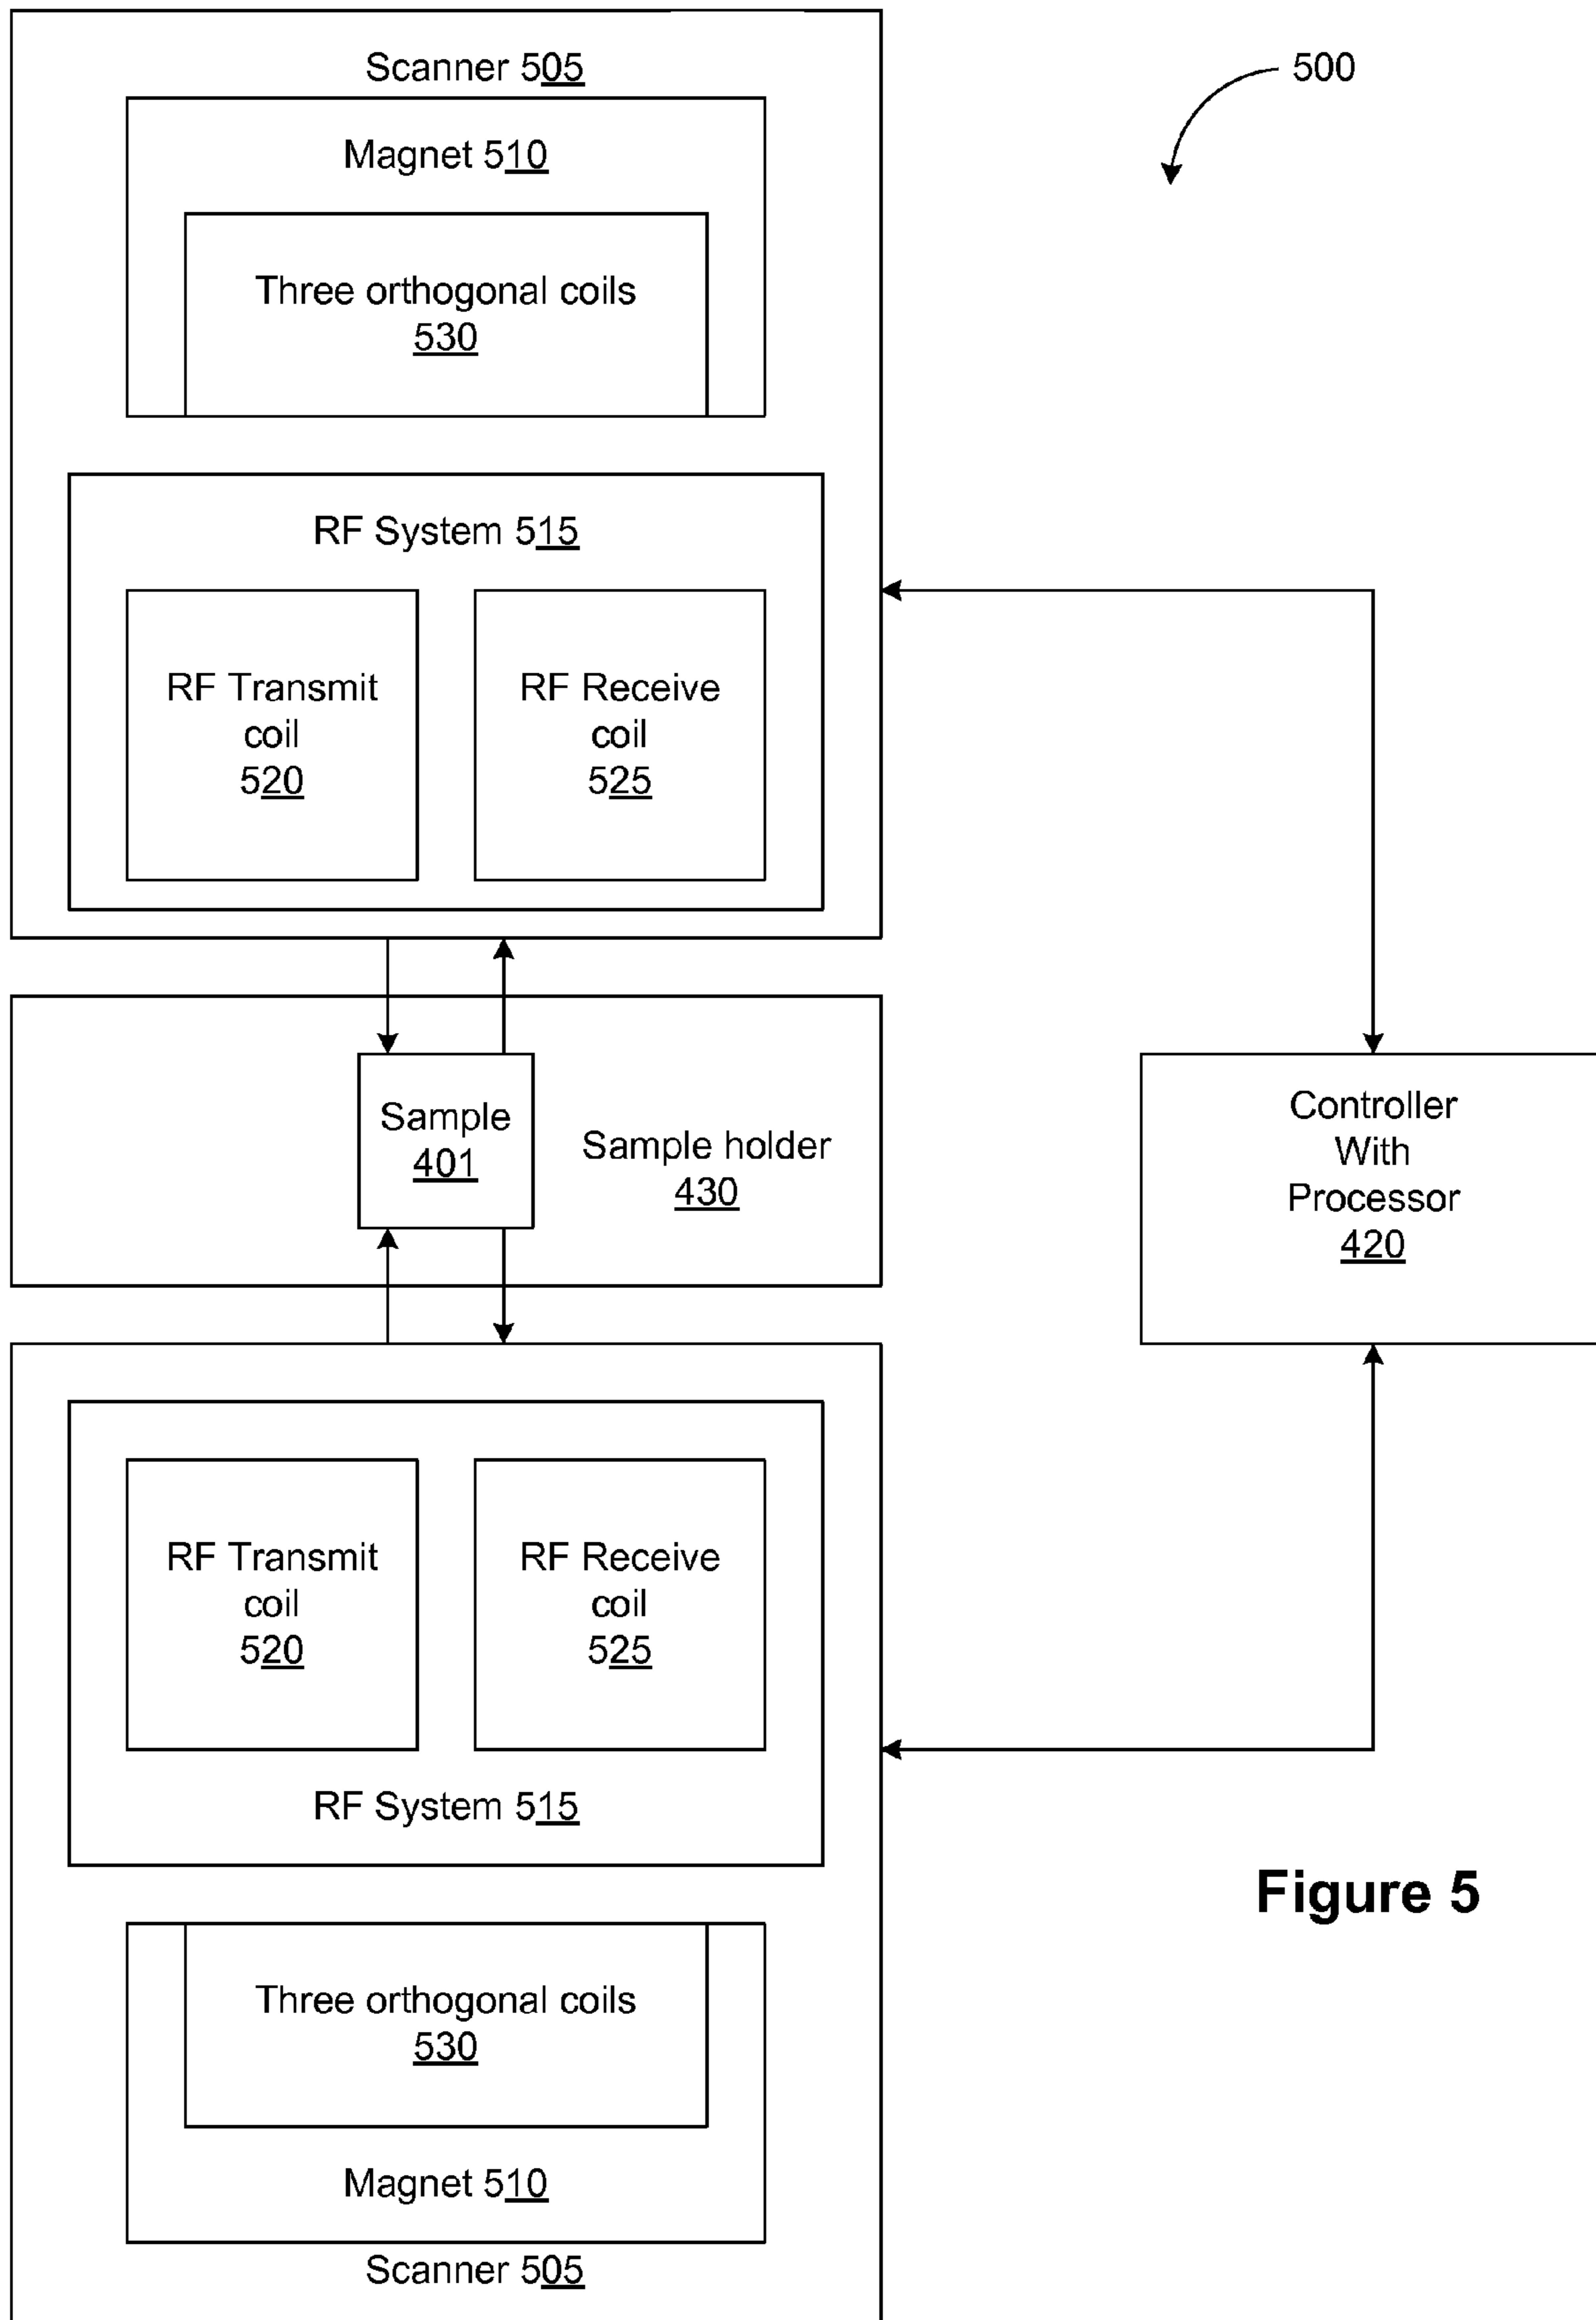 Scanner 505
500
Magnet 510
Three orthogonal coils
530
RF System 515
RF Transmit
coil
520
RF Receive
coil
525
Sample
401
Sample holder
430
Controller
With
Processor
420
RF Transmit
coil
520
RF Receive
coil
525
RF System 515
Figure 5
Three orthogonal coils
530
Magnet 510
Scanner 505